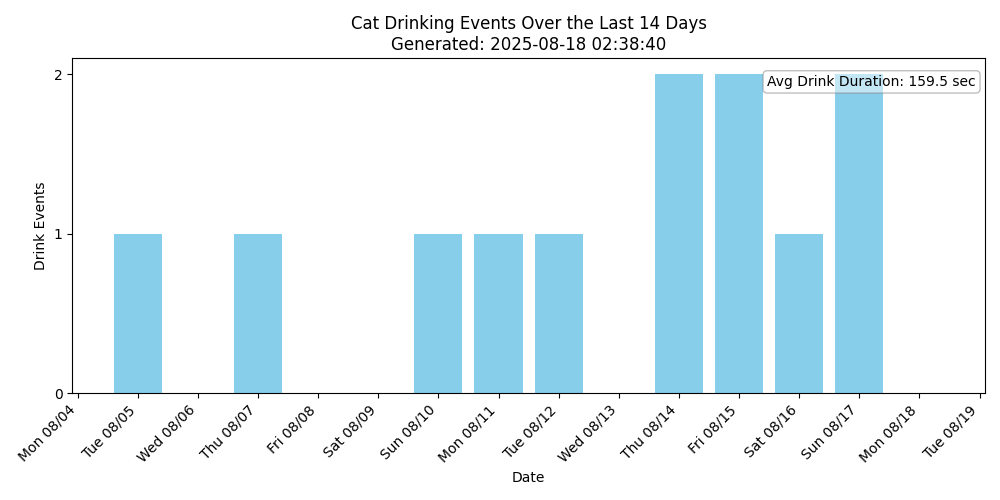 Cat Drinking Events Over the Last 14 Days
Generated: 2025-08-18 02:38:40
Avg Drink Duration: 159.5 sec
Drink Events
2
1
0
Mon 08/04
Tue 08/05
Wed 08/06
Thu 08/07
Fri 08/08
Sat 08/09
Sun 08/10
Mon 08/11
Tue 08/12
Wed 08/13
Thu 08/14
Fri 08/15
Sat 08/16
Sun 08/17
Mon 08/18
Tue 08/19
Date